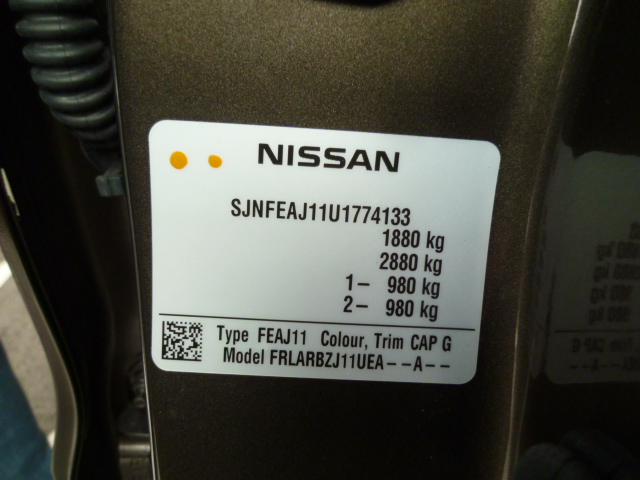 NISSAN
SJNFEAJ11U1774133
1880 kg
2880 kg
1– 980 kg
2– 980 kg
Type FEAJ11 Colour, Trim CAP G
Model FRLARBZJ11UEA--A--